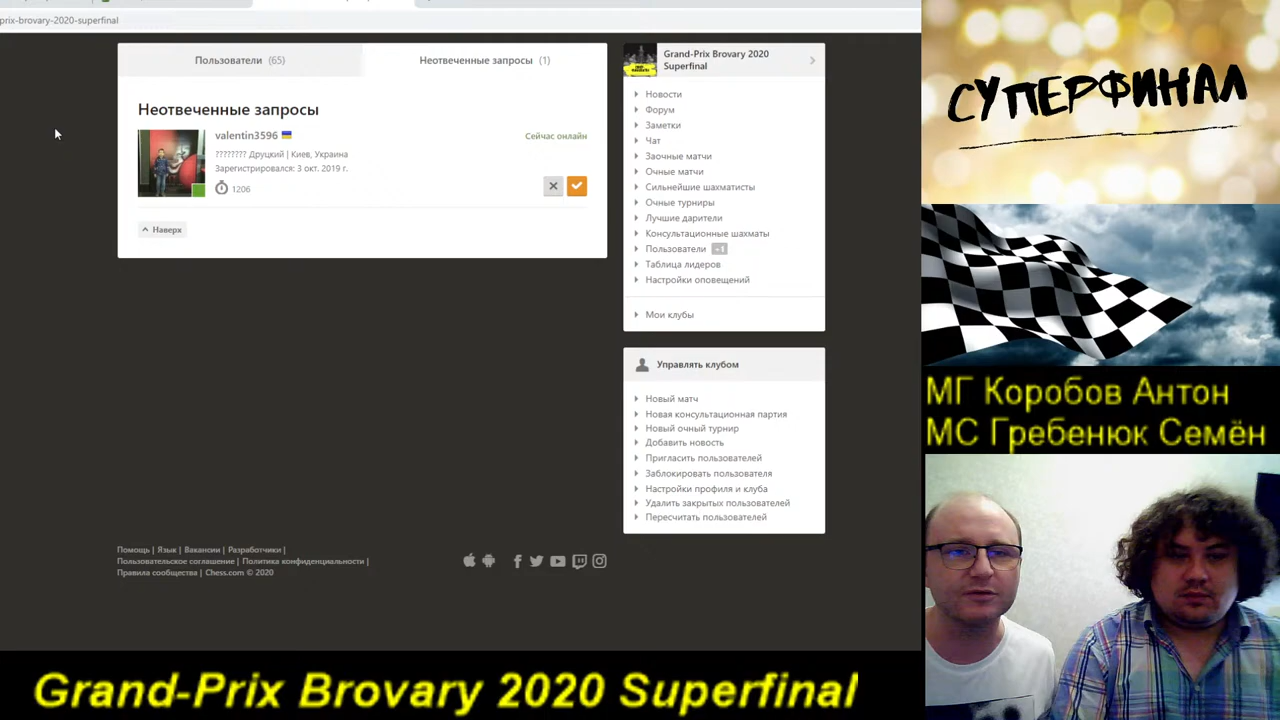 prix-brovary-2020-superfinal
Пользователи (65)
Неотвеченные запросы (1)
Неотвеченные запросы
valentin3596
Сейчас онлайн
???????? Друцкий | Киев, Украина
Зарегистрировался: 3 окт. 2019 г.
1206
Наверх
Grand-Prix Brovary 2020
Superfinal
Новости
Форум
Заметки
Чат
Заочные матчи
Очные матчи
Сильнейшие шахматисты
Очные турниры
Лучшие дарители
Консультационные шахматы
Пользователи +1
Таблица лидеров
Настройки оповещений
Мои клубы
Управлять клубом
Новый матч
Новая консультационная партия
Новый очный турнир
Добавить новость
Пригласить пользователей
Заблокировать пользователя
Настройки профиля и клуба
Удалить закрытых пользователей
Пересчитать пользователей
Помощь | Язык | Вакансии | Разработчики |
Пользовательское соглашение | Политика конфиденциальности |
Правила сообщества | Chess.com © 2020
СУПЕРФИНАЛ
МГ Коробов Антон
МС Гребенюк Семён
Grand-Prix Brovary 2020 Superfinal